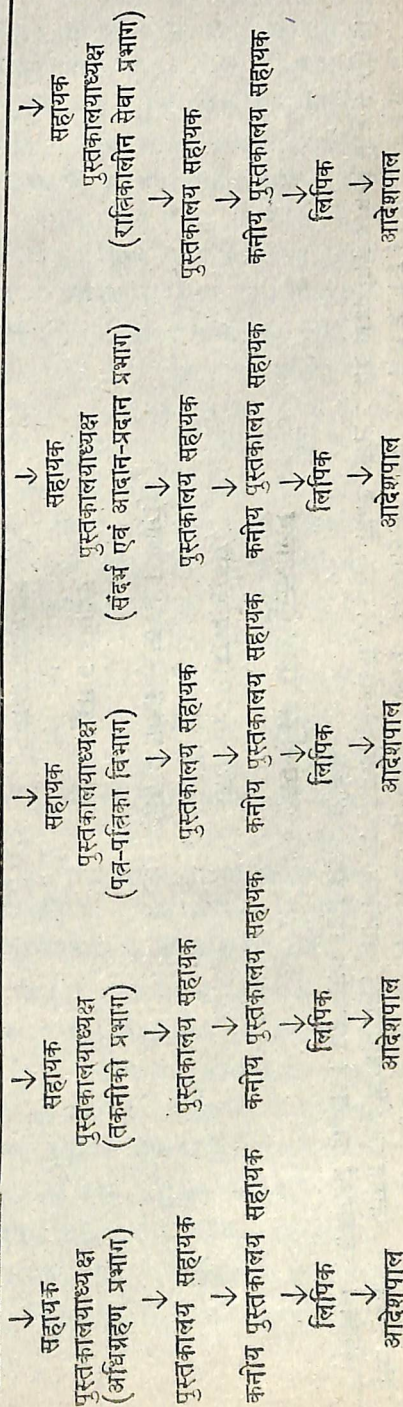 सहायक
पुस्तकालयाध्यक्ष
(अधिग्रहण प्रभाग)
पुस्तकालय सहायक
कनीय पुस्तकालय सहायक
लिपिक
आदेशपाल
सहायक
पुस्तकालयाध्यक्ष
(तकनीकी प्रभाग)
पुस्तकालय सहायक
कनीय पुस्तकालय सहायक
लिपिक
आदेशपाल
सहायक
पुस्तकालयाध्यक्ष
(पत्र-पत्रिका विभाग)
पुस्तकालय सहायक
कनीय पुस्तकालय सहायक
लिपिक
आदेशपाल
सहायक
पुस्तकालयाध्यक्ष
(संदर्भ एवं आदान-प्रदान प्रभाग)
पुस्तकालय सहायक
कनीय पुस्तकालय सहायक
लिपिक
आदेशपाल
सहायक
पुस्तकालयाध्यक्ष
(रात्रिकालीन सेवा प्रभाग)
पुस्तकालय सहायक
कनीय पुस्तकालय सहायक
लिपिक
आदेशपाल